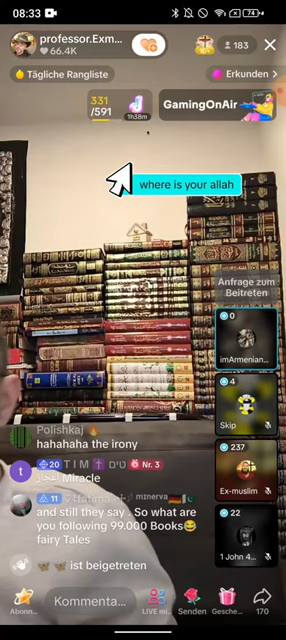 08:33
74
professor.Exm...
66.4K
10+
183
Tägliche Rangliste
Erkunden
331
/591
1h38m
GamingOnAir
where is your allah
Anfrage zum
Beitreten
0
imArmenian...
4
Skip
237
Ex-muslim
22
1 John 4...
Polishkaj
hahahaha the irony
t
20 T I M טים Nr. 3
Miracle
11
and still they say . So what are
you following 99.000 Books😂
fairy Tales
ist beigetreten
Abonn...
Kommenta...
LIVE mi...
Senden
Gesche...
170